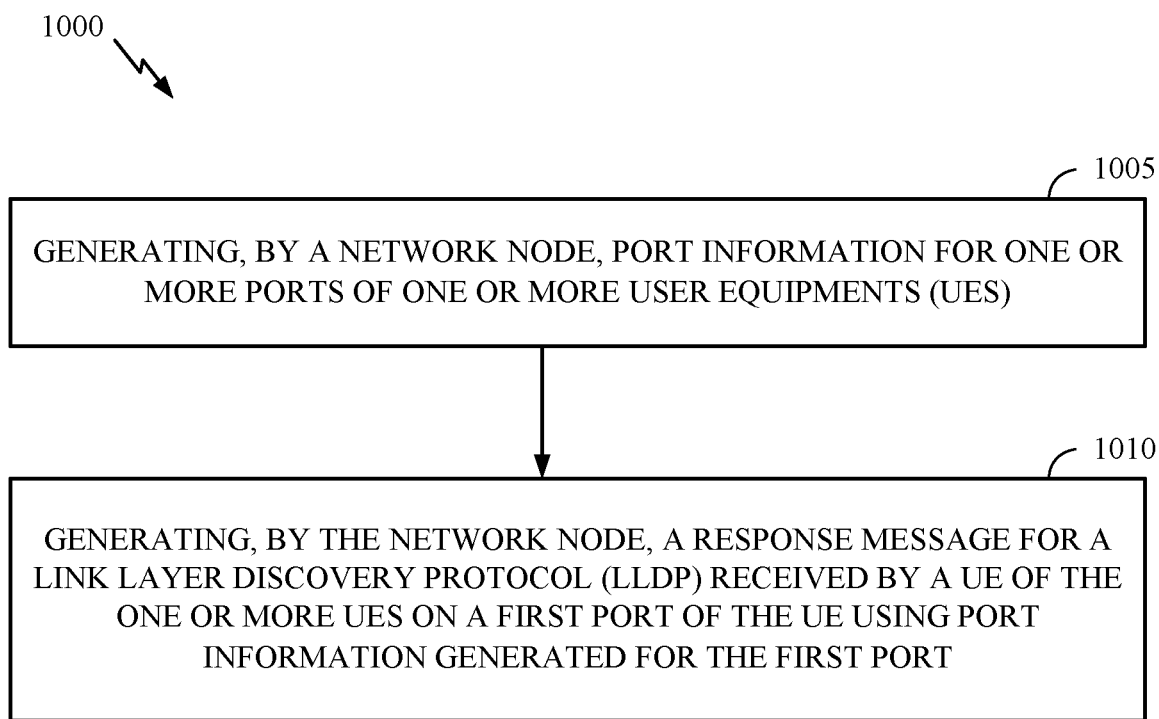 1000
1005
GENERATING, BY A NETWORK NODE, PORT INFORMATION FOR ONE OR
MORE PORTS OF ONE OR MORE USER EQUIPMENTS (UES)
1010
GENERATING, BY THE NETWORK NODE, A RESPONSE MESSAGE FOR A
LINK LAYER DISCOVERY PROTOCOL (LLDP) RECEIVED BY A UE OF THE
ONE OR MORE UES ON A FIRST PORT OF THE UE USING PORT
INFORMATION GENERATED FOR THE FIRST PORT